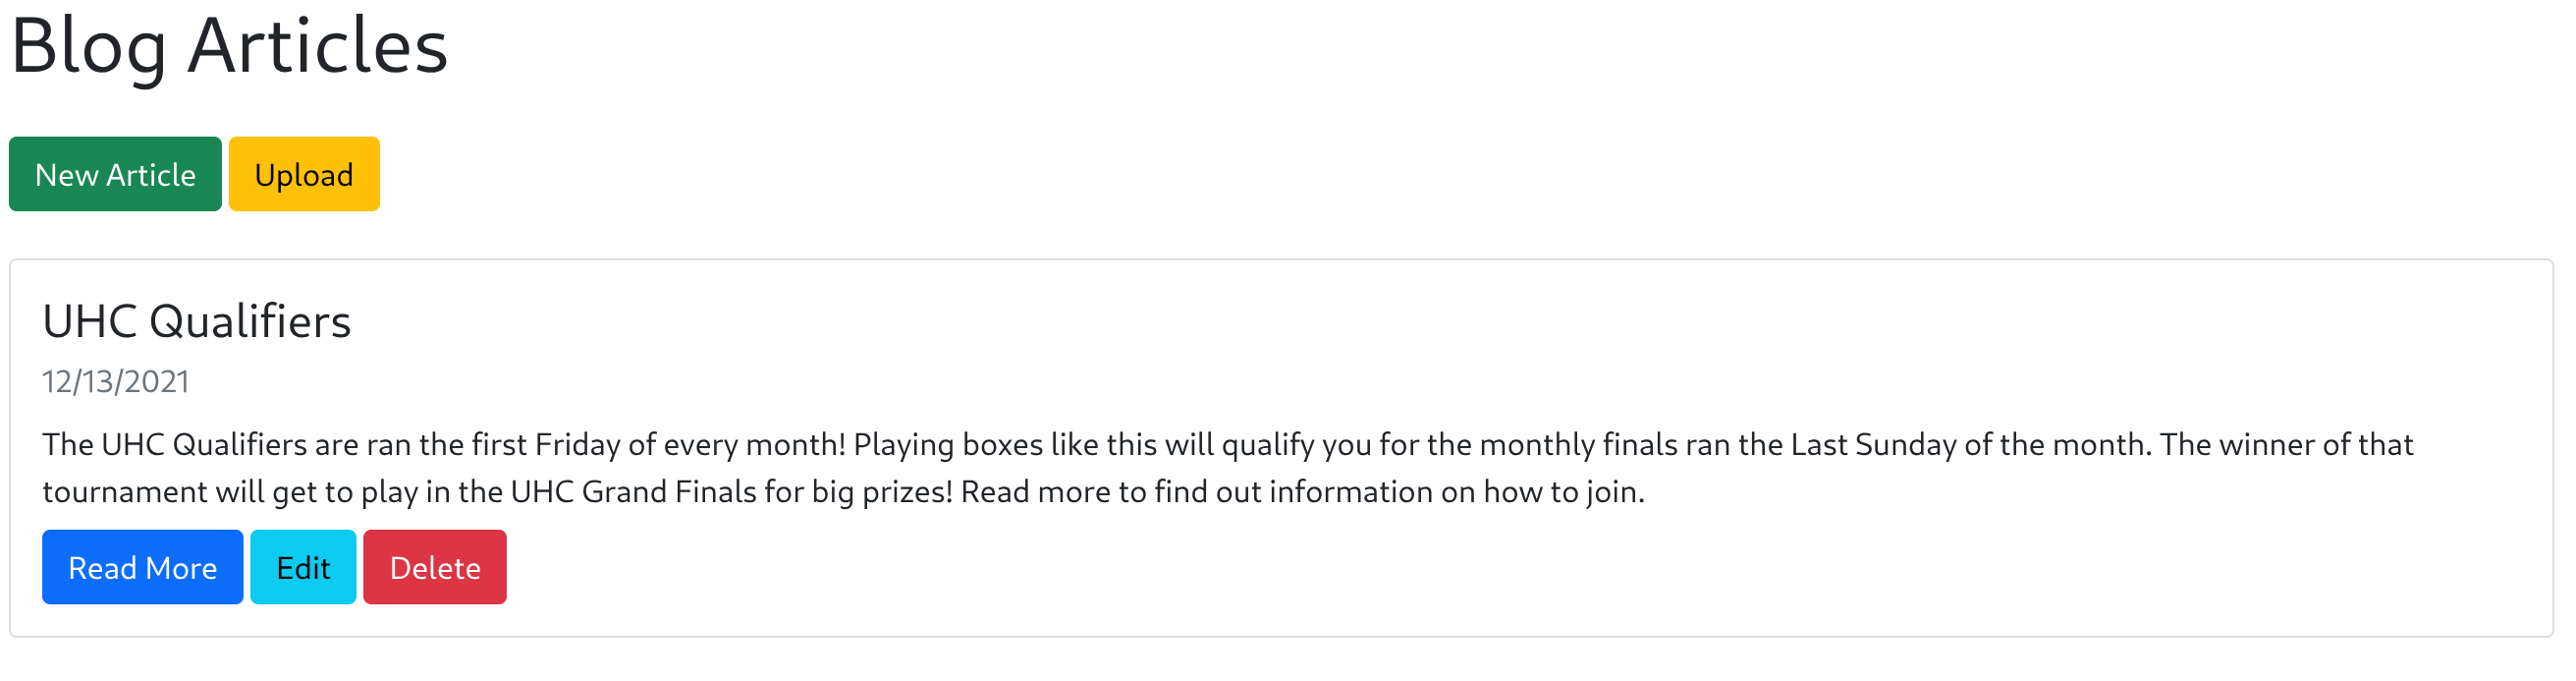 Blog Articles
New Article Upload
UHC Qualifiers
12/13/2021
The UHC Qualifiers are ran the first Friday of every month! Playing boxes like this will qualify you for the monthly finals ran the Last Sunday of the month. The winner of that
tournament will get to play in the UHC Grand Finals for big prizes! Read more to find out information on how to join.
Read More Edit Delete